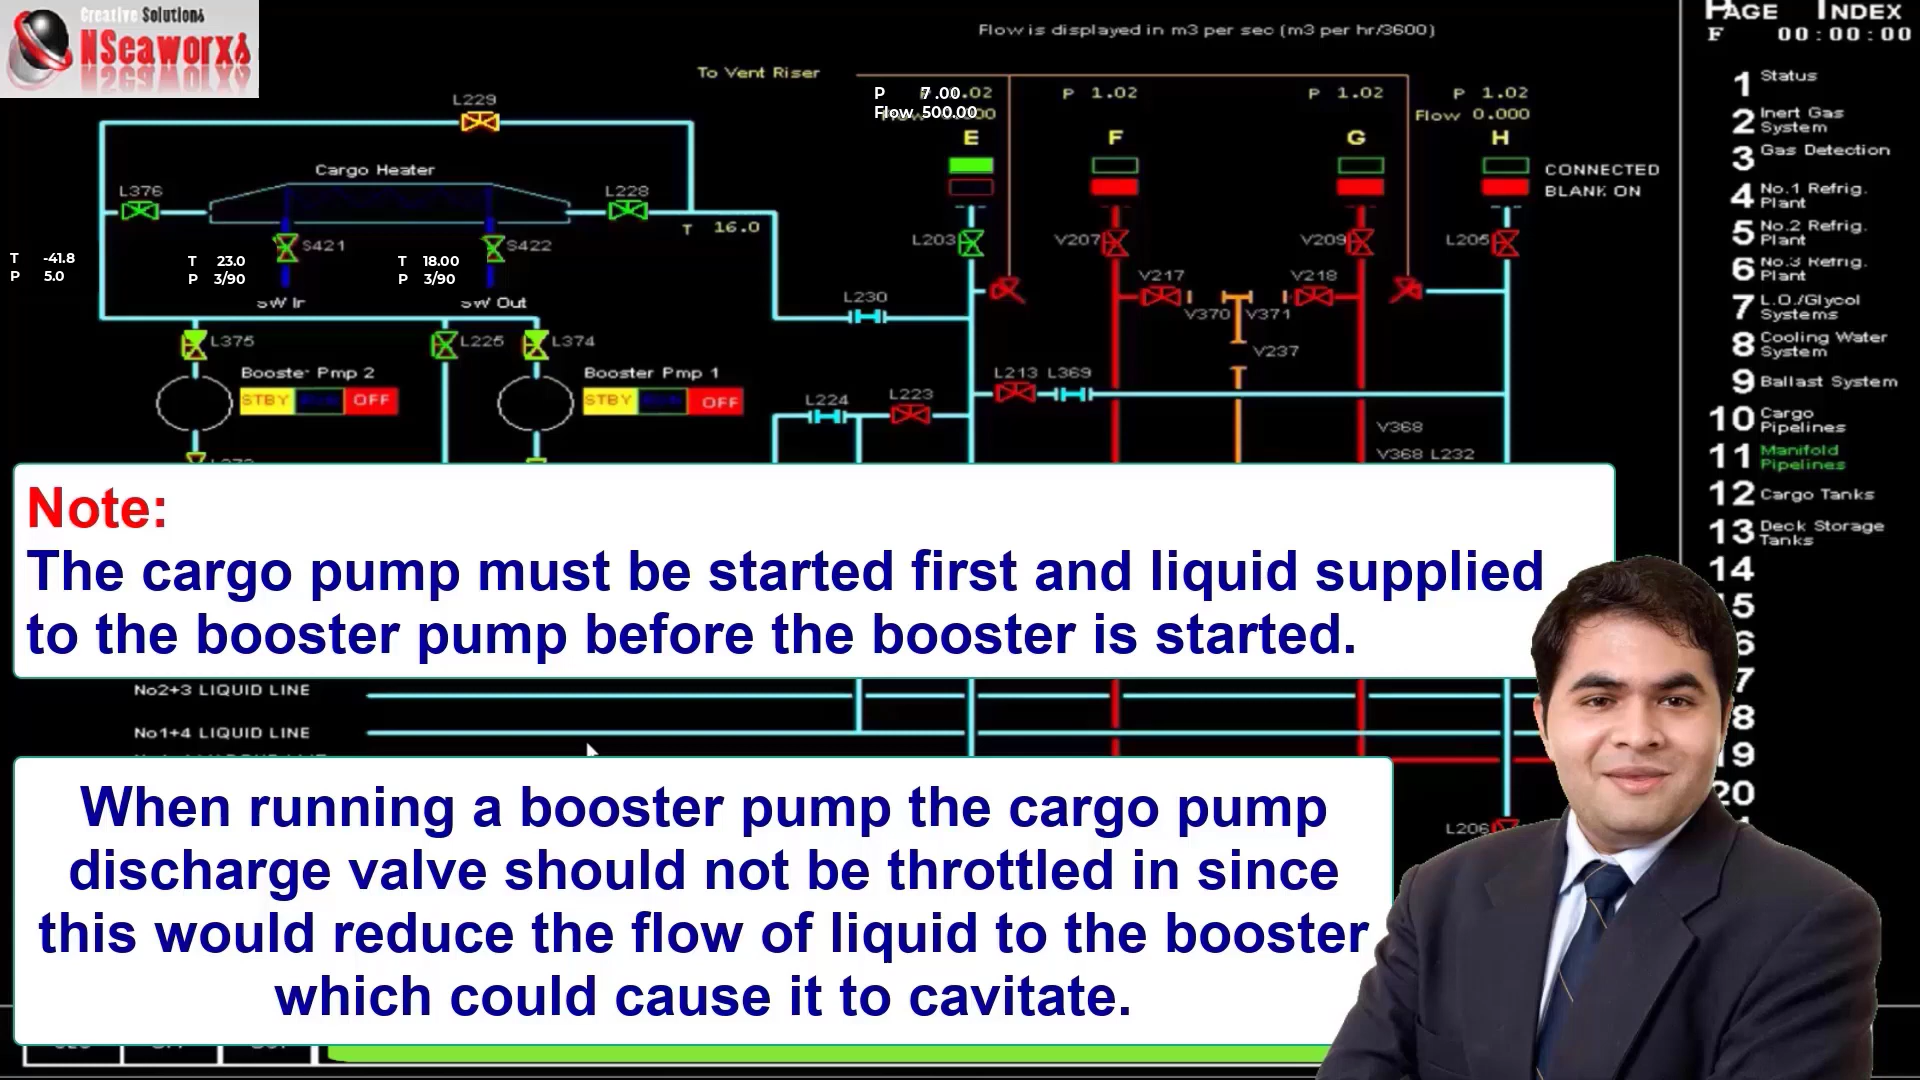 Creative Solutions
NSeaworxs
Flow is displayed in m3 per sec (m3 per hr/3600)
PAGE INDEX
F 00:00:00
To Vent Riser
P 7.00
Flow 500.00
P 1.02
P 1.02
P 1.02
Flow 0.000
E F G H
CONNECTED
BLANK ON
L229
Cargo Heater
L376
L228
S421
S422
T 16.0
T -41.8
P 5.0
T 23.0
P 3/90
T 18.00
P 3/90
SW Out
L203
V207
V209
L205
V217
V218
L230
V370 V371
V237
L375
L225
L374
Booster Pmp 2
STBY OFF
Booster Pmp 1
STBY OFF
L213 L369
L224
L223
V368
V368 L232
1 Status
2 Inert Gas
System
3 Gas Detection
4 No.1 Refrig.
Plant
5 No.2 Refrig.
Plant
6 No.3 Refrig.
Plant
7 L.O./Glycol
Systems
8 Cooling Water
System
9 Ballast System
10 Cargo
Pipelines
11 Manifold
Pipelines
12 Cargo Tanks
13 Deck Storage
Tanks
14
Note:
The cargo pump must be started first and liquid supplied
to the booster pump before the booster is started.
No2+3 LIQUID LINE
No1+4 LIQUID LINE
L206
When running a booster pump the cargo pump
discharge valve should not be throttled in since
this would reduce the flow of liquid to the booster
which could cause it to cavitate.